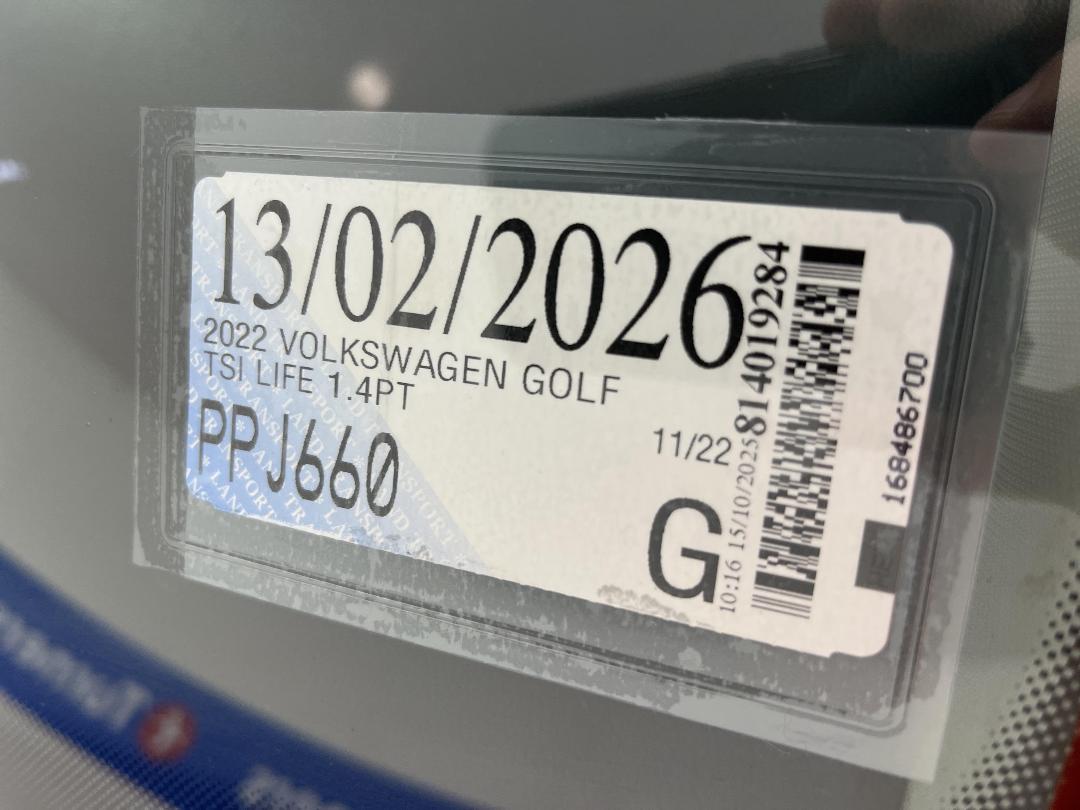 13/02/2026
2022 VOLKSWAGEN GOLF
TSI LIFE 1.4PT
PPJ660
11/22
G
10:16 15/10/2025
814019284
168486700